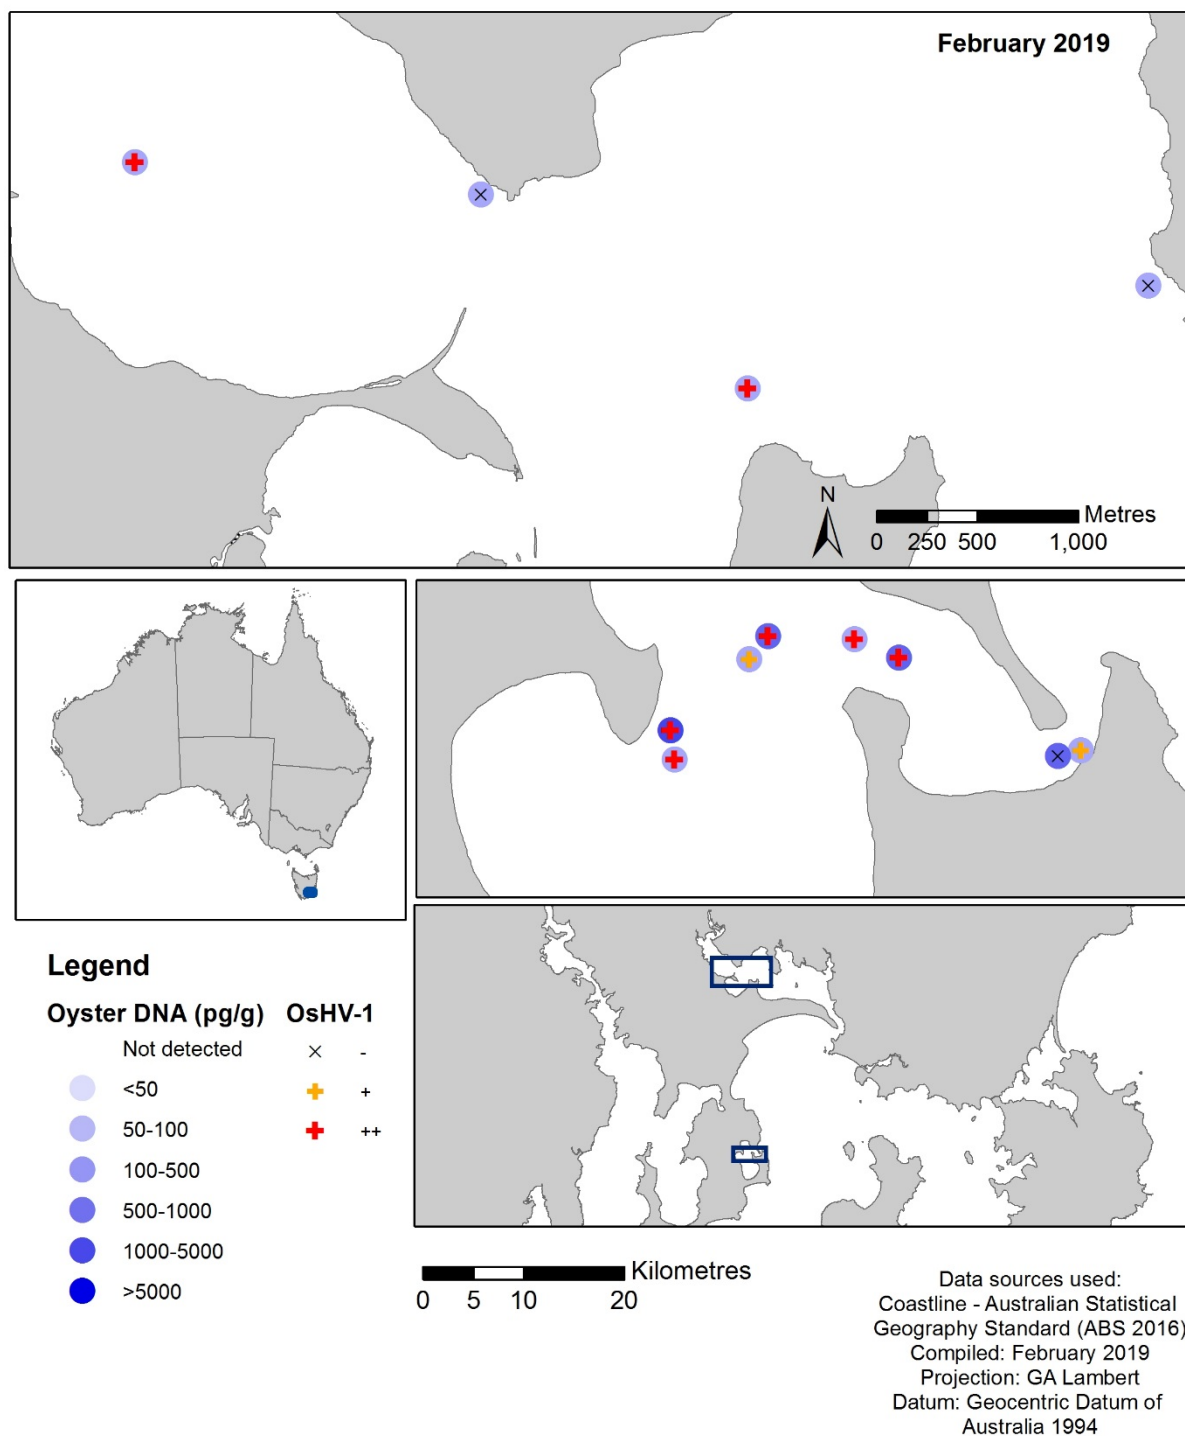 February 2019
N
Metres
0 250 500 1,000
Legend
Oyster DNA (pg/g) OsHV-1
Not detected -
<50 +
50-100 ++
100-500
500-1000
1000-5000
>5000
Kilometres
0 5 10 20
Data sources used:
Coastline - Australian Statistical
Geography Standard (ABS 2016)
Compiled: February 2019
Projection: GA Lambert
Datum: Geocentric Datum of
Australia 1994